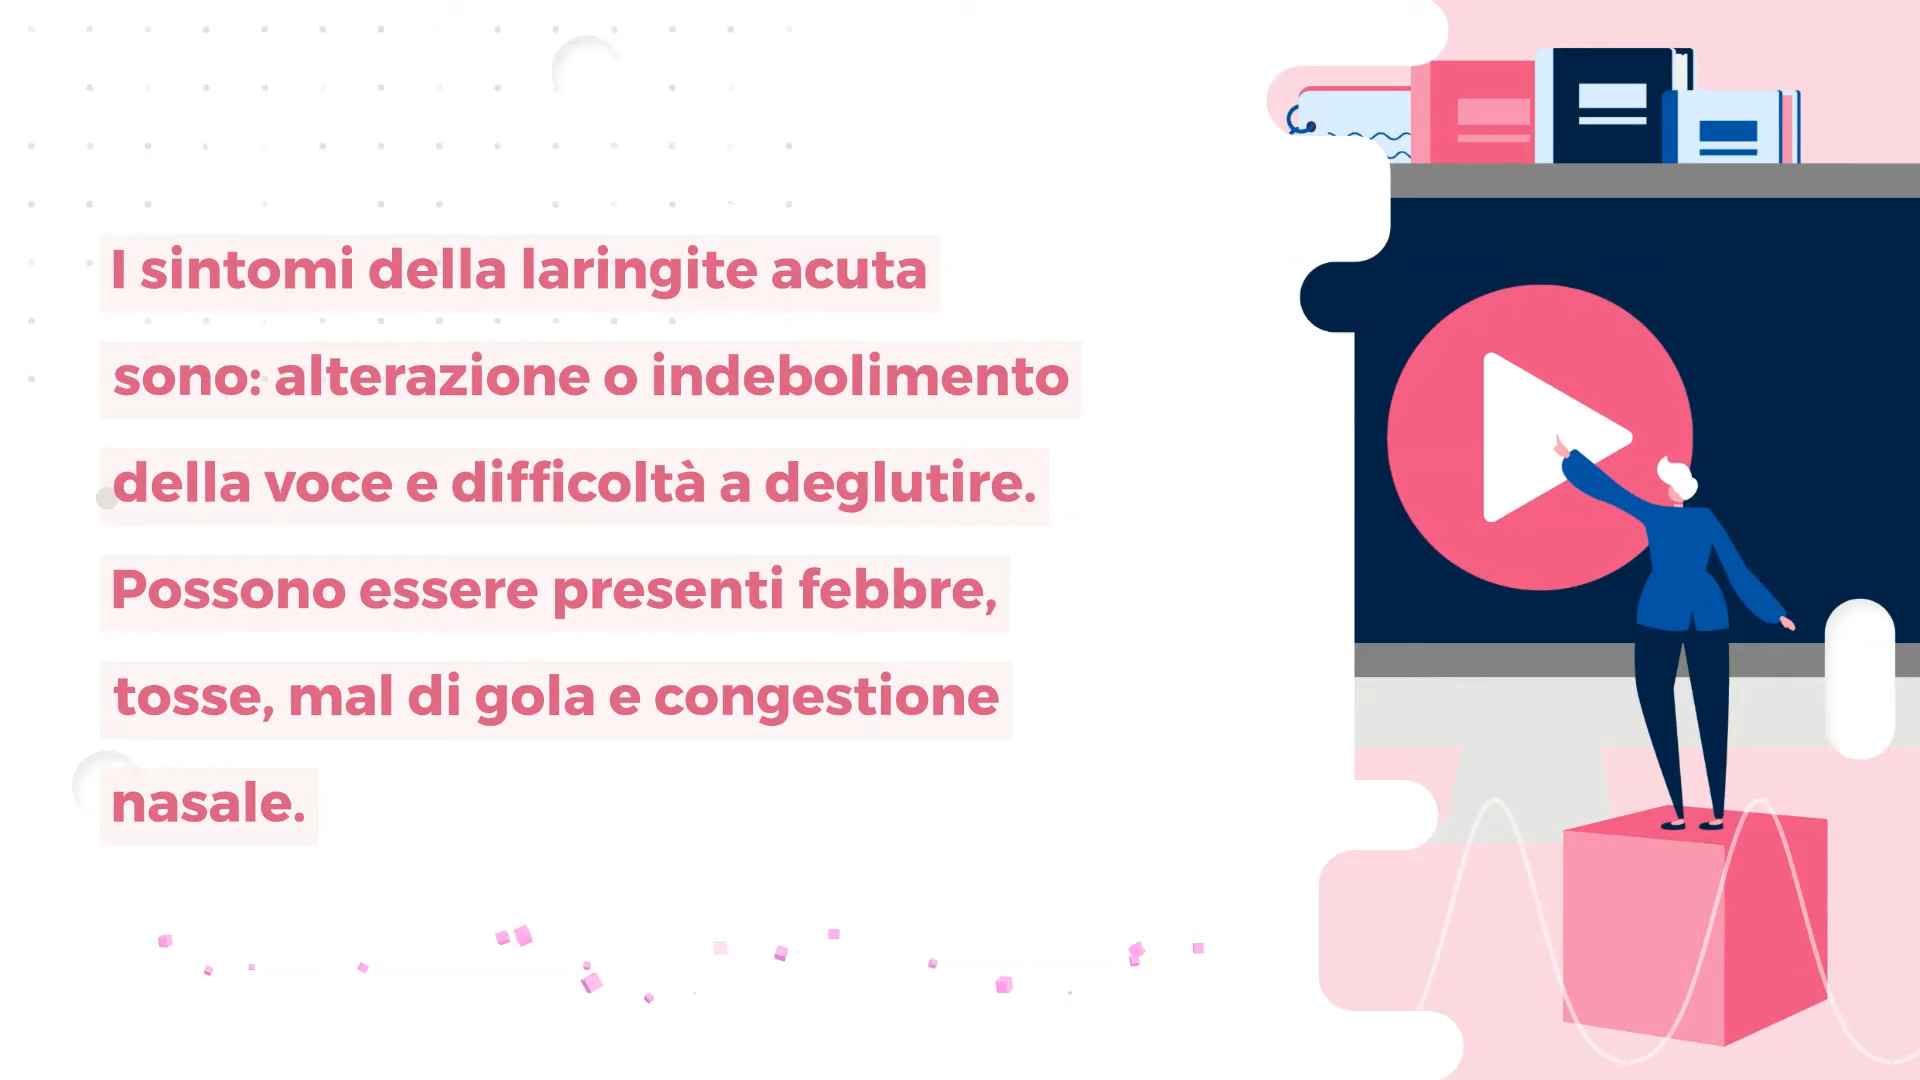 I sintomi della laringite acuta
sono: alterazione o indebolimento
della voce e difficoltà a deglutire.
Possono essere presenti febbre,
tosse, mal di gola e congestione
nasale.